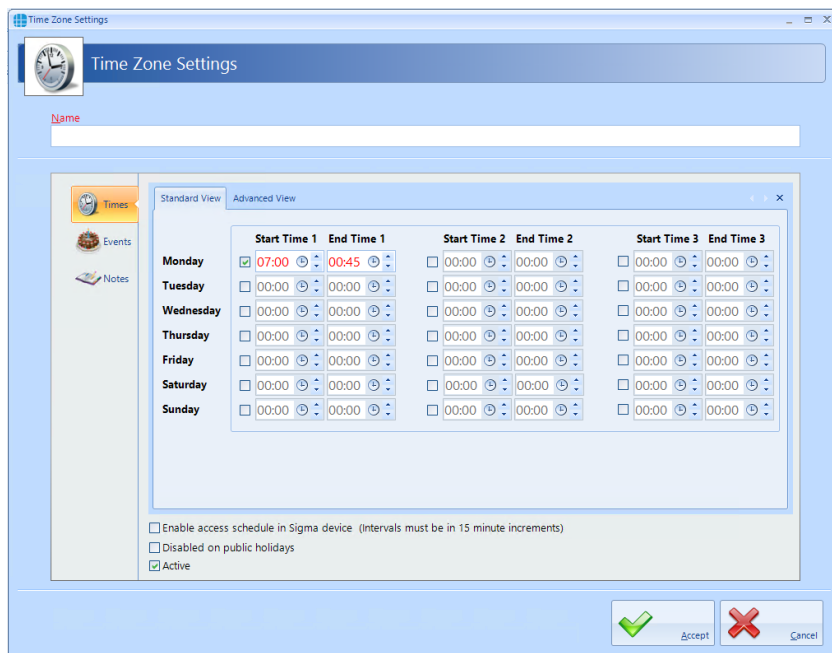 Time Zone Settings
Time Zone Settings
Name
Times
Events
Notes
Standard View Advanced View
Start Time 1 End Time 1 Start Time 2 End Time 2 Start Time 3 End Time 3
Monday 07:00 00:45 00:00 00:00 00:00 00:00
Tuesday 00:00 00:00 00:00 00:00 00:00 00:00
Wednesday 00:00 00:00 00:00 00:00 00:00 00:00
Thursday 00:00 00:00 00:00 00:00 00:00 00:00
Friday 00:00 00:00 00:00 00:00 00:00 00:00
Saturday 00:00 00:00 00:00 00:00 00:00 00:00
Sunday 00:00 00:00 00:00 00:00 00:00 00:00
Enable access schedule in Sigma device (Intervals must be in 15 minute increments)
Disabled on public holidays
Active
Accept Cancel